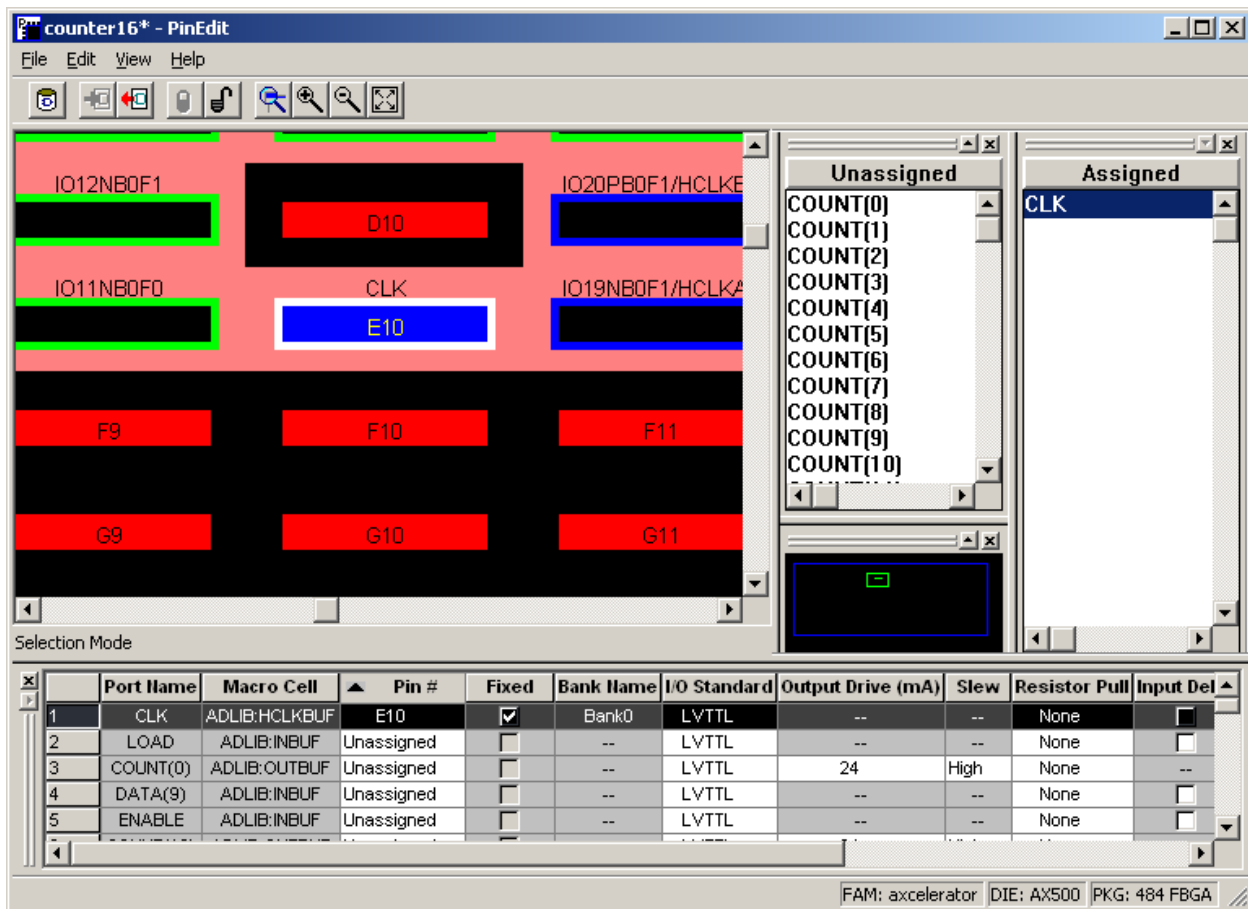 counter16* - PinEdit
File Edit View Help
IO12NB0F1
IO20PB0F1/HCLKB
D10
IO11NB0F0 CLK IO19NB0F1/HCLKA
E10
F9 F10 F11
G9 G10 G11
Selection Mode
Unassigned
COUNT(0)
COUNT(1)
COUNT(2)
COUNT(3)
COUNT(4)
COUNT(5)
COUNT(6)
COUNT(7)
COUNT(8)
COUNT(9)
COUNT(10)
Assigned
CLK
Port Name Macro Cell Pin # Fixed Bank Name I/O Standard Output Drive (mA) Slew Resistor Pull Input Del
1 CLK ADLIB:HCLKBUF E10 Bank0 LVTTL -- -- None
2 LOAD ADLIB:INBUF Unassigned -- LVTTL -- -- None
3 COUNT(0) ADLIB:OUTBUF Unassigned -- LVTTL 24 High None --
4 DATA(9) ADLIB:INBUF Unassigned -- LVTTL -- -- None
5 ENABLE ADLIB:INBUF Unassigned -- LVTTL -- -- None
FAM: axcelerator DIE: AX500 PKG: 484 FBGA